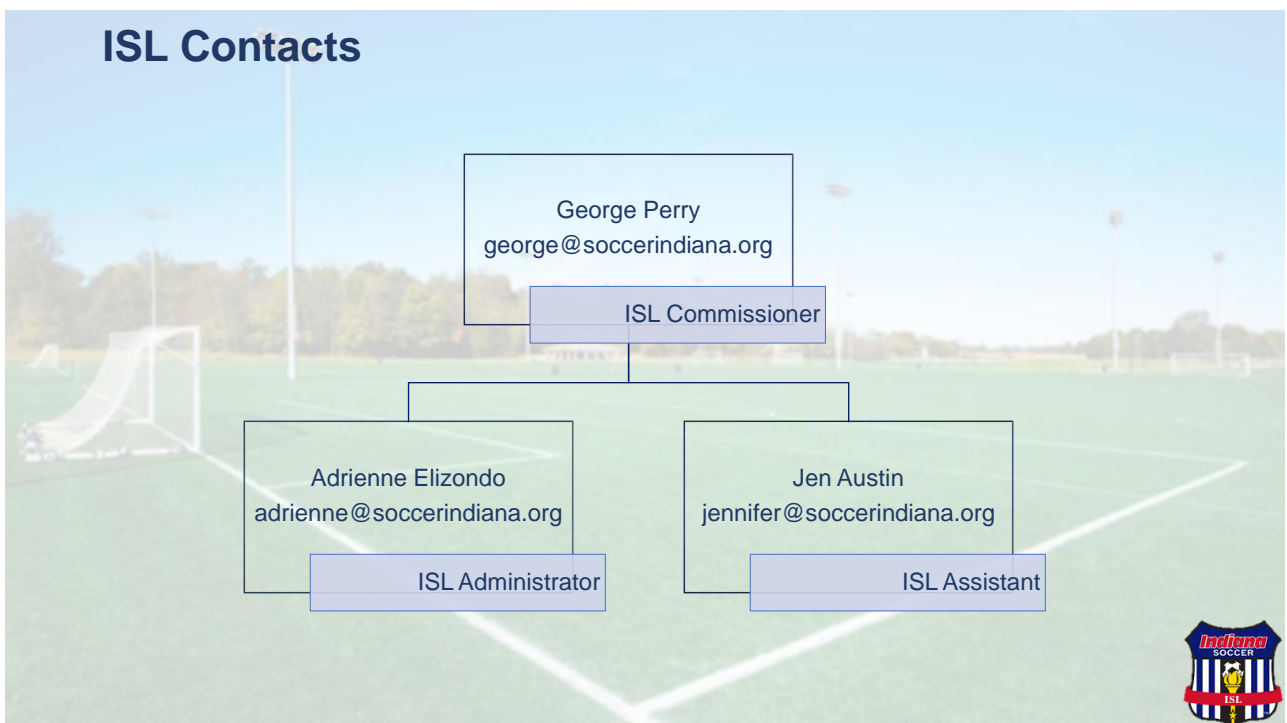 ISL Contacts
George Perry
george@soccerindiana.org
ISL Commissioner
Adrienne Elizondo
adrienne@soccerindiana.org
ISL Administrator
Jen Austin
jennifer@soccerindiana.org
ISL Assistant
Indiana
SOCCER
ISL